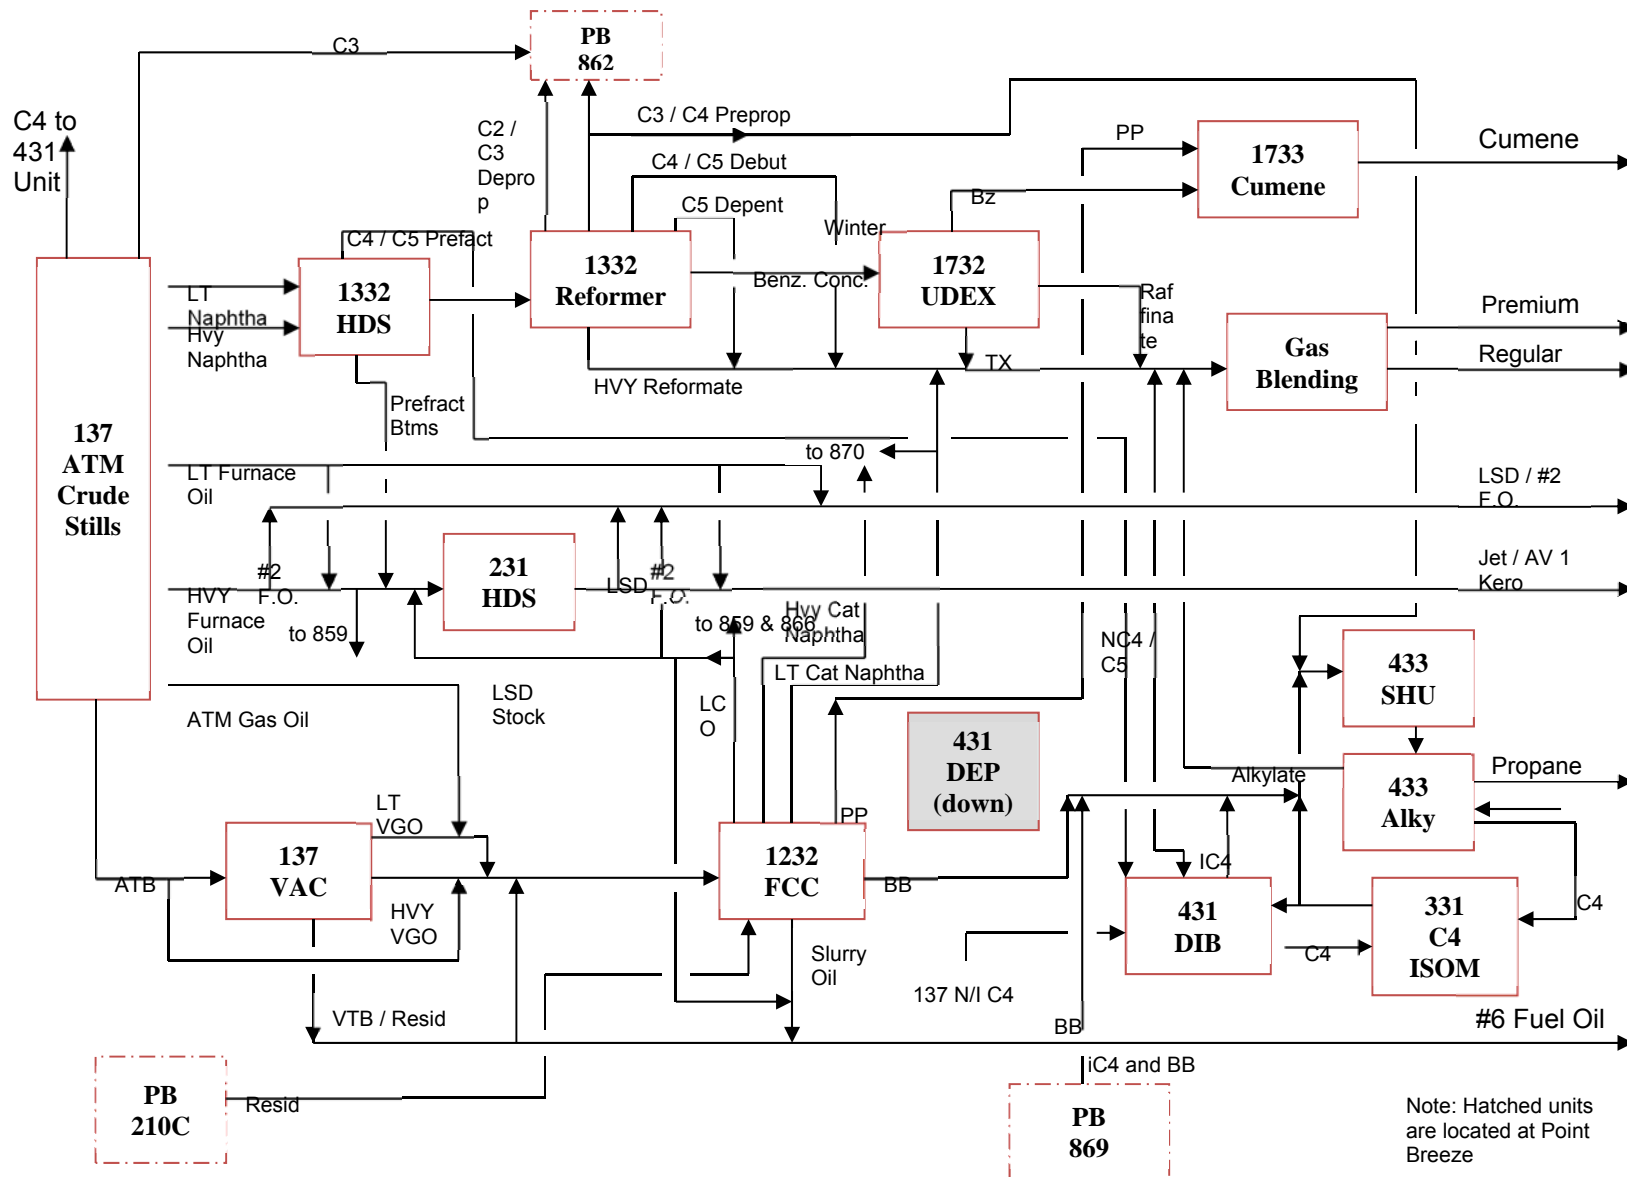 PB
862
C3
C4 to
431
Unit
C2 /
C3
Depro
p
C3 / C4 Preprop
C4 / C5 Debut
C5 Depent
PP
1733
Cumene
Cumene
Bz
Winter
C4 / C5 Prefact
1332
HDS
1332
Reformer
1732
UDEX
Benz. Conc.
LT
Naphtha
Hvy
Naphtha
Raf
fina
te
Premium
Regular
Gas
Blending
TX
HVY Reformate
Prefract
Btms
137
ATM
Crude
Stills
to 870
LT Furnace
Oil
LSD / #2
F.O.
231
HDS
#2
F.O.
LSD
#2
F.O.
Jet / AV 1
Kero
HVY
Furnace
Oil
to 859
to 859 & 866
Hvy Cat
Naphtha
NC4 /
C5
433
SHU
LT Cat Naphtha
LSD
Stock
LC
O
ATM Gas Oil
431
DEP
(down)
Alkylate
433
Alky
Propane
LT
VGO
PP
137
VAC
1232
FCC
ATB
BB
IC4
431
DIB
331
C4
ISOM
C4
C4
HVY
VGO
Slurry
Oil
137 N/I C4
VTB / Resid
BB
#6 Fuel Oil
iC4 and BB
PB
210C
Resid
PB
869
Note: Hatched units
are located at Point
Breeze